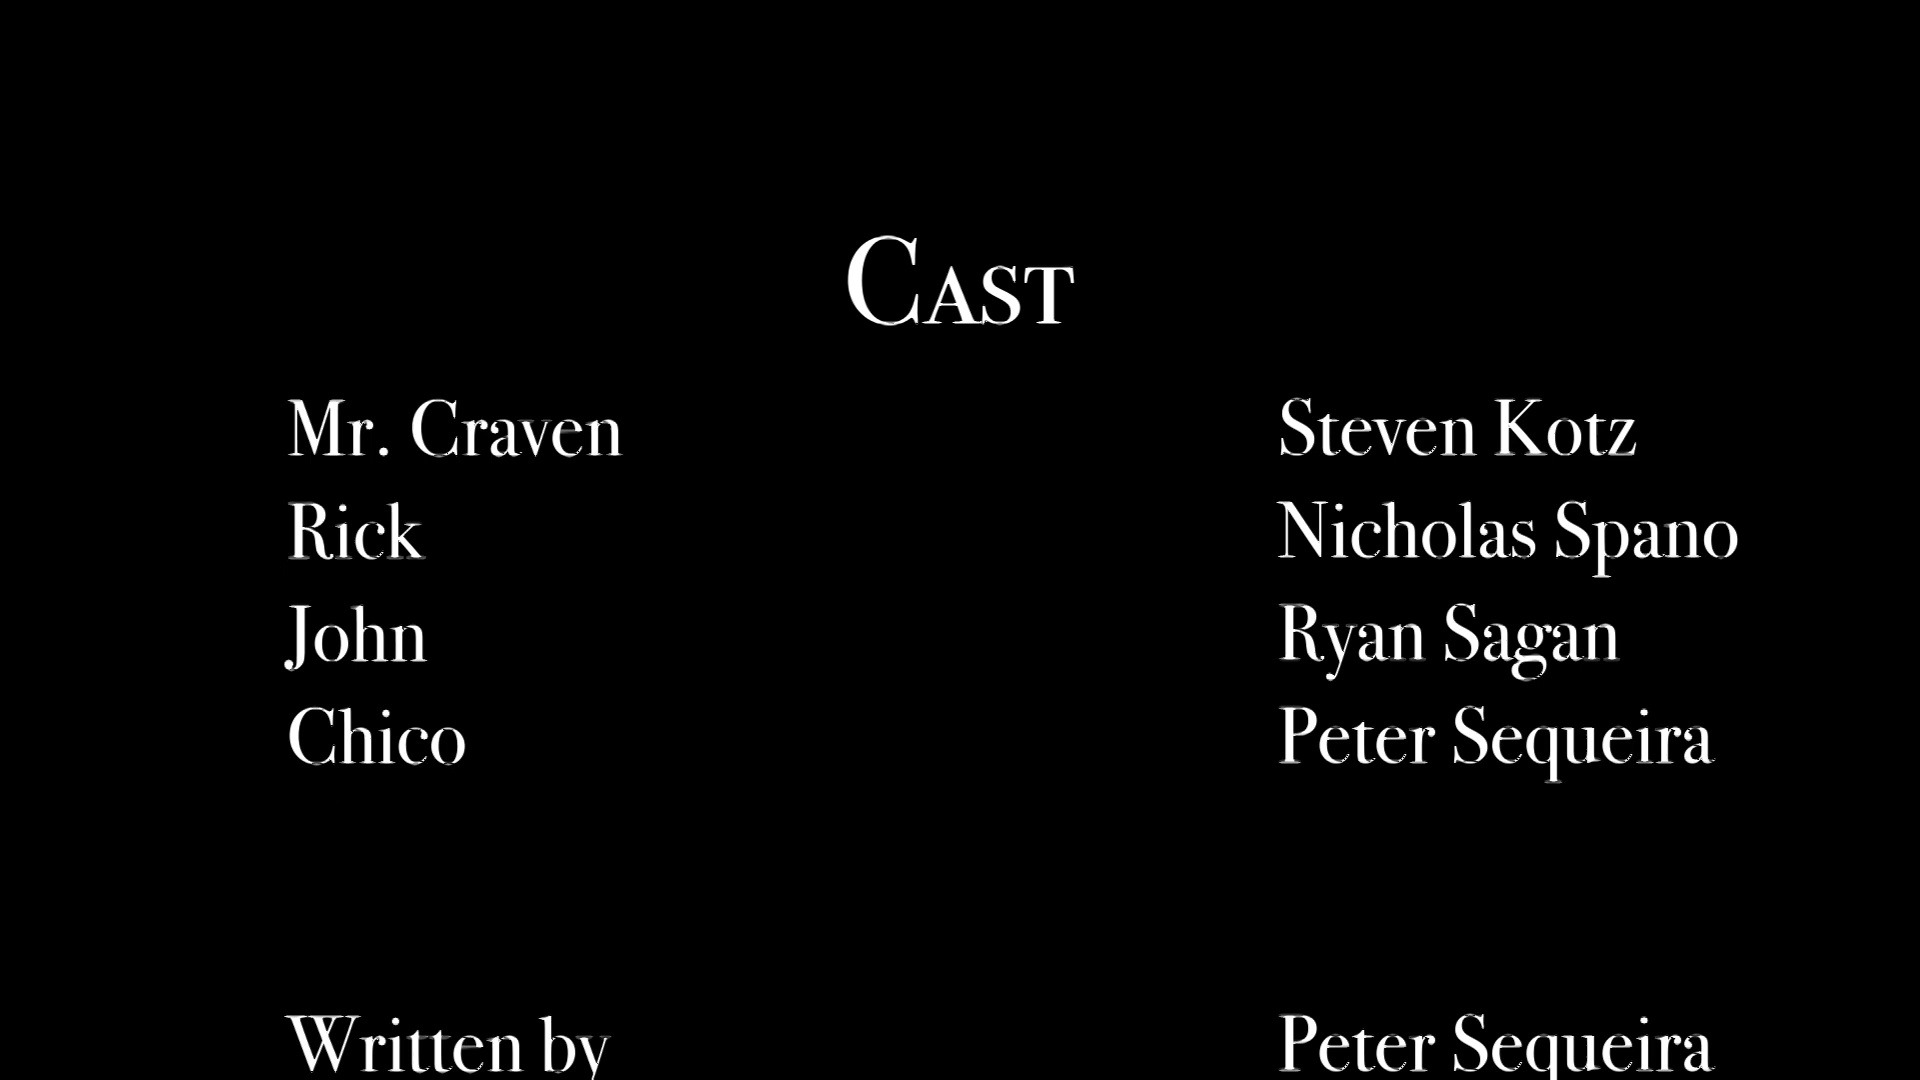 Cast
Mr. Craven Steven Kotz
Rick Nicholas Spano
John Ryan Sagan
Chico Peter Sequeira
Written by Peter Sequeira